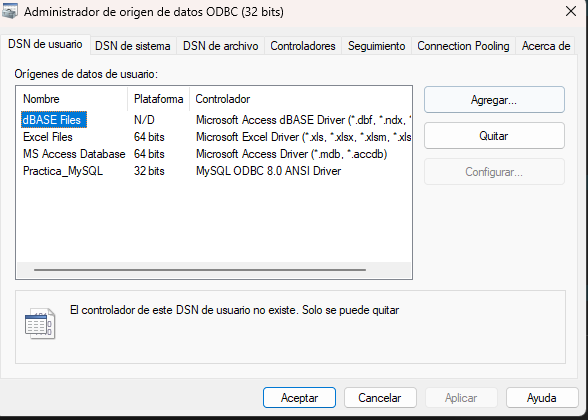 Administrador de origen de datos ODBC (32 bits)
DSN de usuario DSN de sistema DSN de archivo Controladores Seguimiento Connection Pooling Acerca de
Orígenes de datos de usuario:
Nombre Plataforma Controlador
dBASE Files N/D Microsoft Access dBASE Driver (*.dbf, *.ndx, *
Excel Files 64 bits Microsoft Excel Driver (*.xls, *.xlsx, *.xlsm, *.xls
MS Access Database 64 bits Microsoft Access Driver (*.mdb, *.accdb)
Practica_MySQL 32 bits MySQL ODBC 8.0 ANSI Driver
Agregar...
Quitar
Configurar...
El controlador de este DSN de usuario no existe. Solo se puede quitar
Aceptar Cancelar Aplicar Ayuda